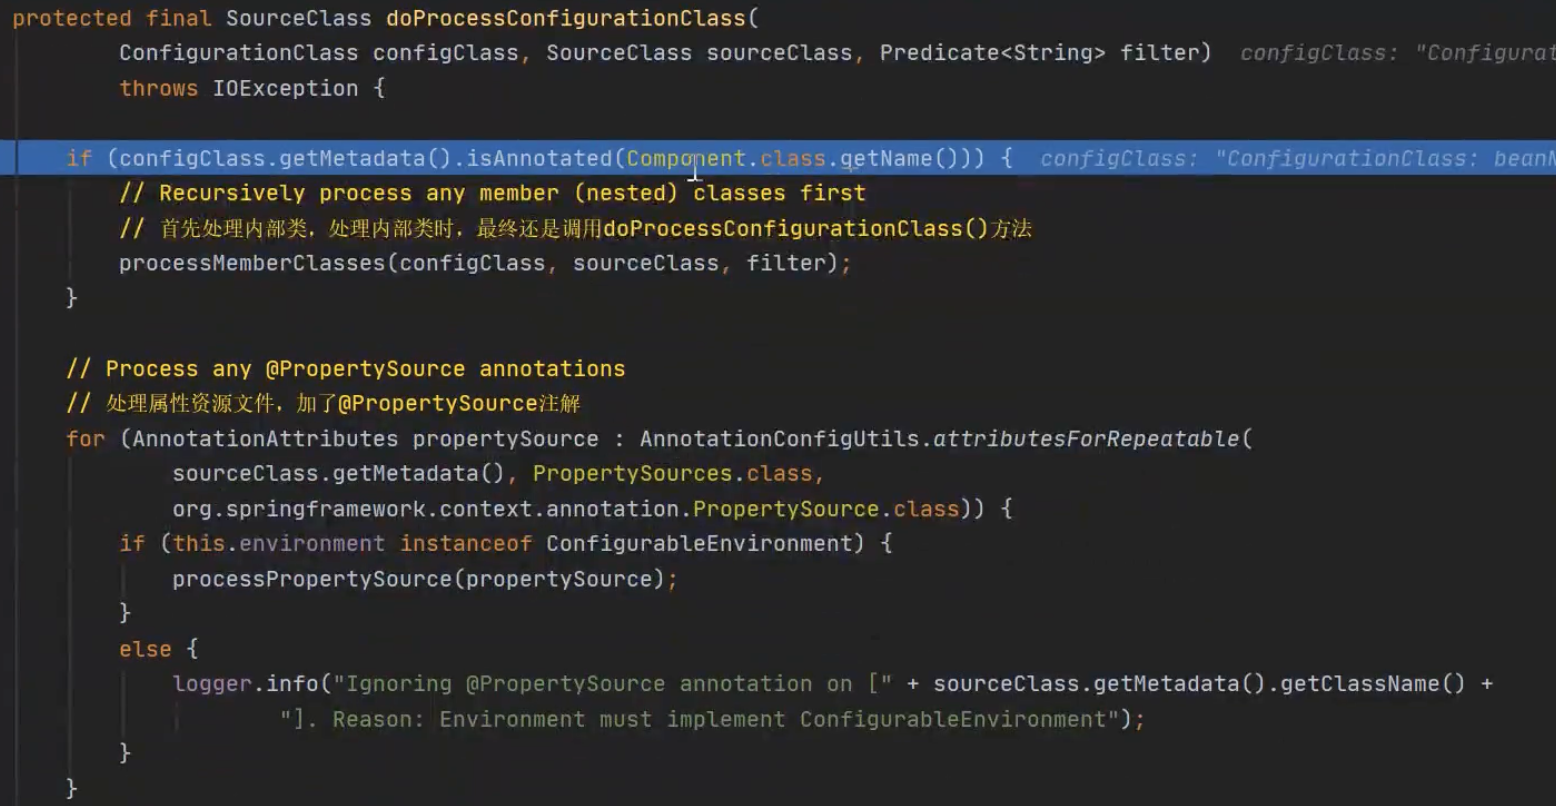 protected final SourceClass doProcessConfigurationClass(
ConfigurationClass configClass, SourceClass sourceClass, Predicate<String> filter) configClass: "Configurat
throws IOException {
if (configClass.getMetadata().isAnnotated(Component.class.getName())) { configClass: "ConfigurationClass: bean
// Recursively process any member (nested) classes first
// 首先处理内部类，处理内部类时，最终还是调用doProcessConfigurationClass()方法
processMemberClasses(configClass, sourceClass, filter);
}
// Process any @PropertySource annotations
// 处理属性资源文件，加了@PropertySource注解
for (AnnotationAttributes propertySource : AnnotationConfigUtils.attributesForRepeatable(
sourceClass.getMetadata(), PropertySources.class,
org.springframework.context.annotation.PropertySource.class)) {
if (this.environment instanceof ConfigurableEnvironment) {
processPropertySource(propertySource);
}
else {
logger.info("Ignoring @PropertySource annotation on [" + sourceClass.getMetadata().getClassName() +
"]. Reason: Environment must implement ConfigurableEnvironment");
}
}